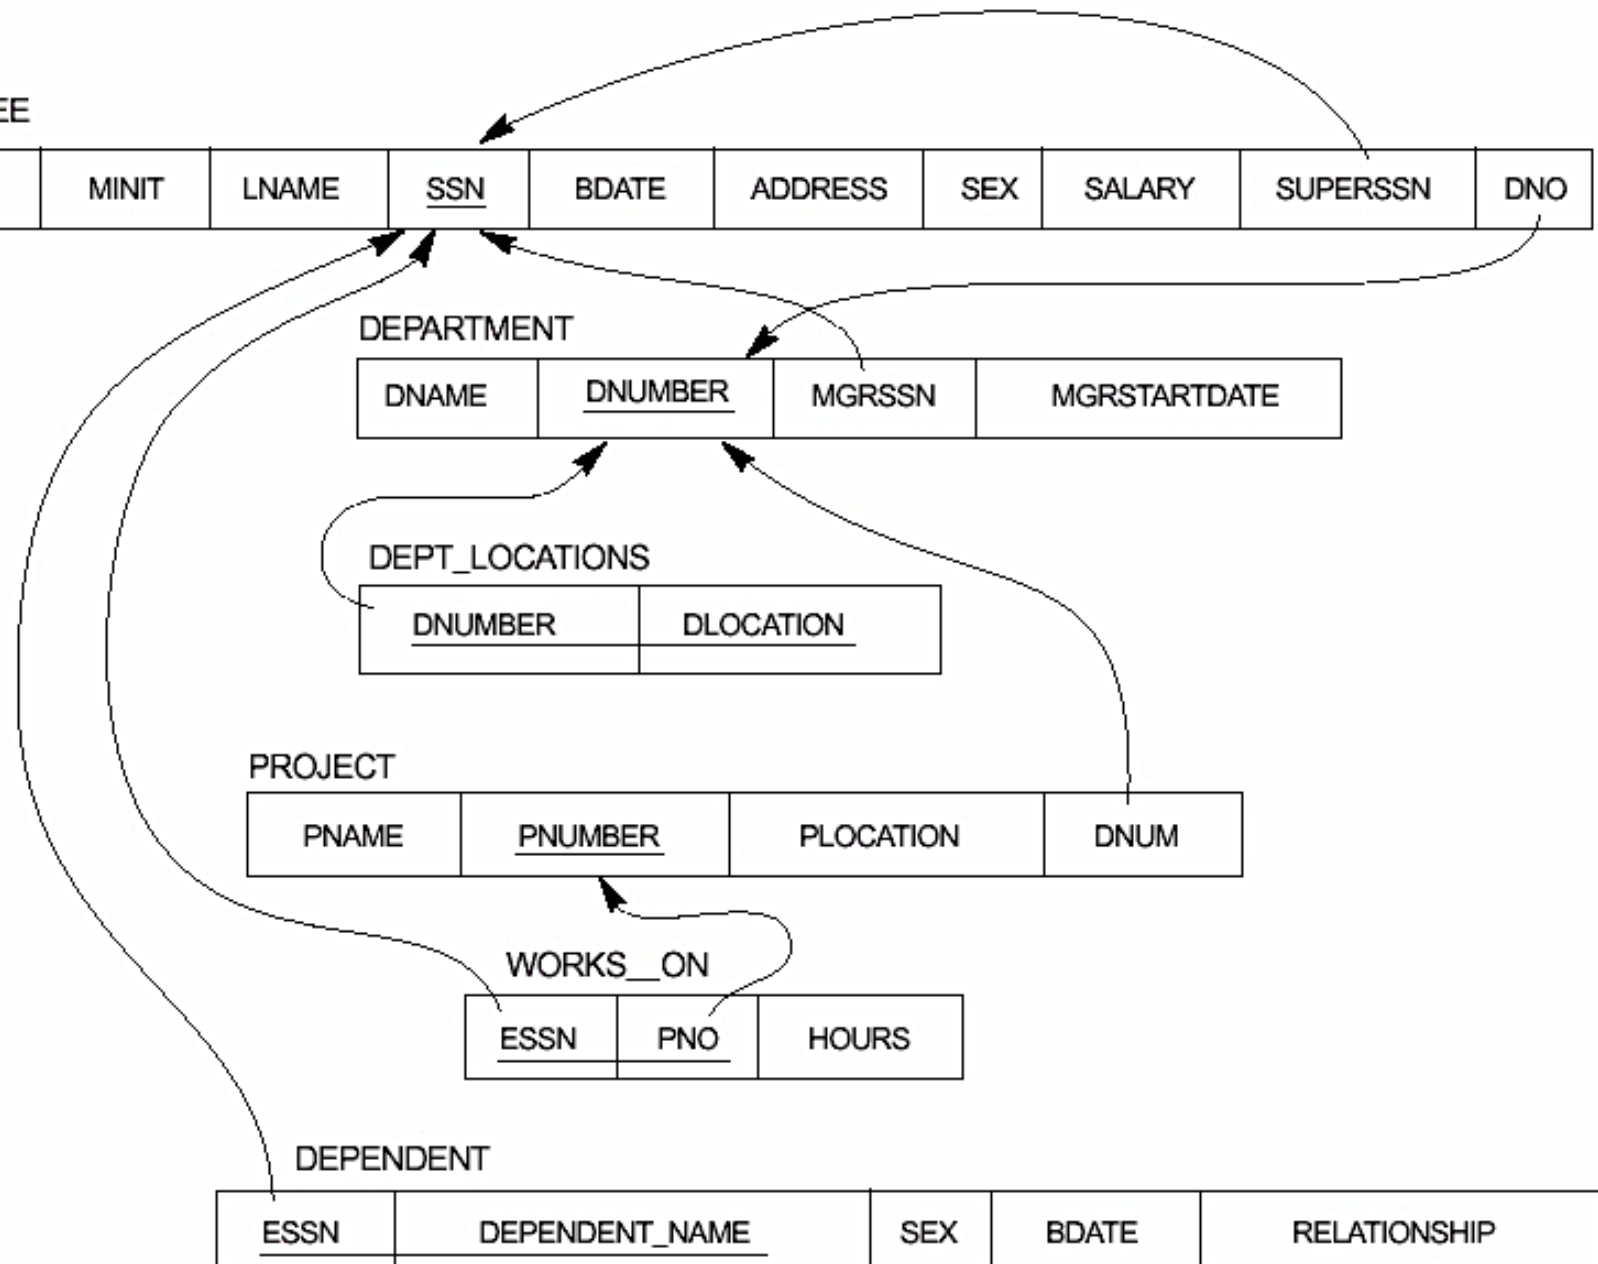 EE
MINIT LNAME SSN BDATE ADDRESS SEX SALARY SUPERSSN DNO
DEPARTMENT
DNAME DNUMBER MGRSSN MGRSTARTDATE
DEPT_LOCATIONS
DNUMBER DLOCATION
PROJECT
PNAME PNUMBER PLOCATION DNUM
WORKS__ON
ESSN PNO HOURS
DEPENDENT
ESSN DEPENDENT_NAME SEX BDATE RELATIONSHIP